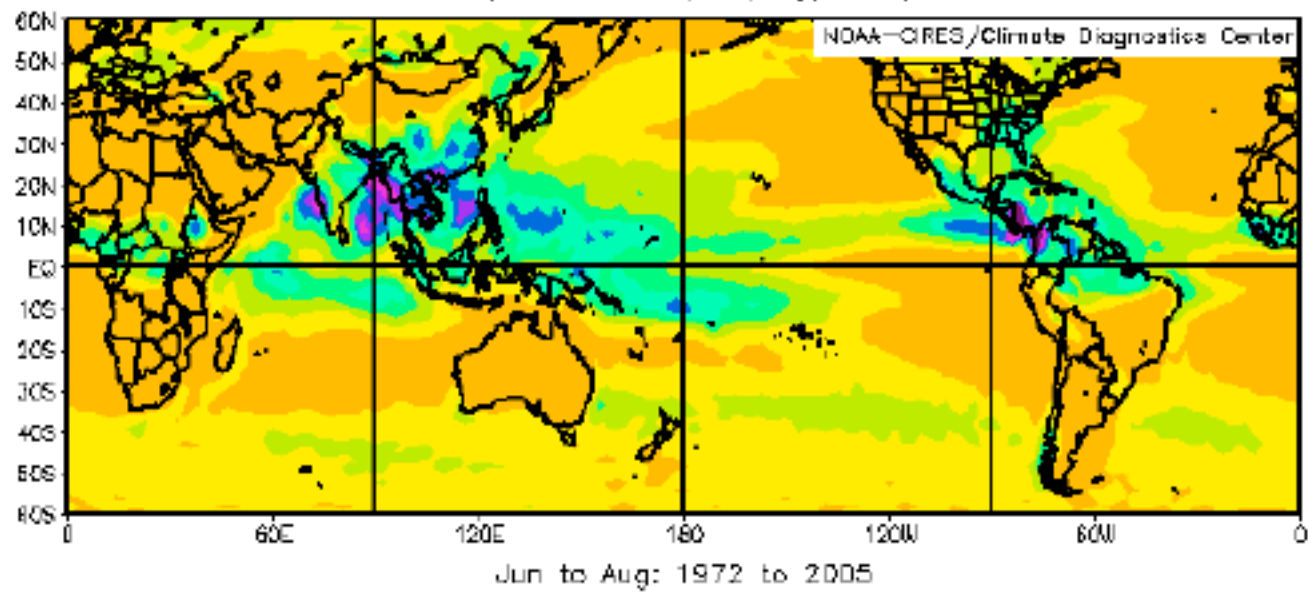 NOAA-CIRES/Climate Diagnostics Center
60N
50N
40N
30N
20N
10N
EQ
10S
20S
30S
40S
50S
60S
0 60E 120E 180 120W 60W 0
Jun to Aug: 1972 to 2005